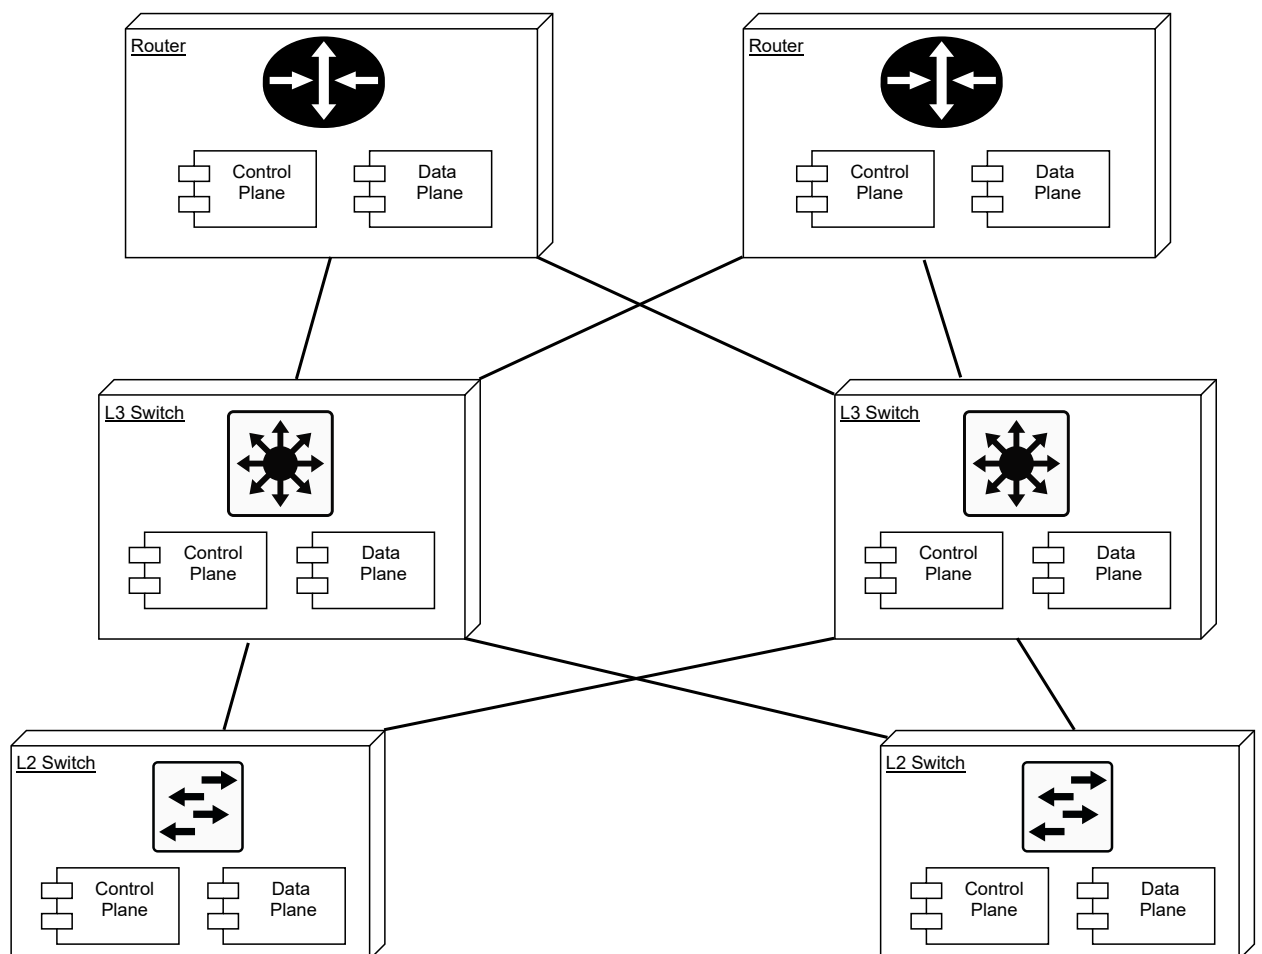 Router
Control
Plane
Data
Plane
Router
Control
Plane
Data
Plane
L3 Switch
Control
Plane
Data
Plane
L3 Switch
Control
Plane
Data
Plane
L2 Switch
Control
Plane
Data
Plane
L2 Switch
Control
Plane
Data
Plane